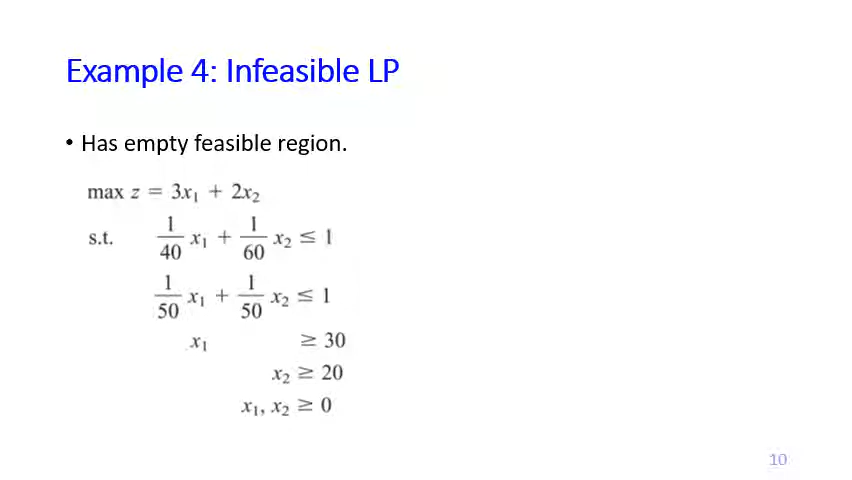 Example 4: Infeasible LP
• Has empty feasible region.
max z = 3x₁ + 2x₂
s.t. 1/40 x₁ + 1/60 x₂ ≤ 1
1/50 x₁ + 1/50 x₂ ≤ 1
x₁ ≥ 30
x₂ ≥ 20
x₁, x₂ ≥ 0
10